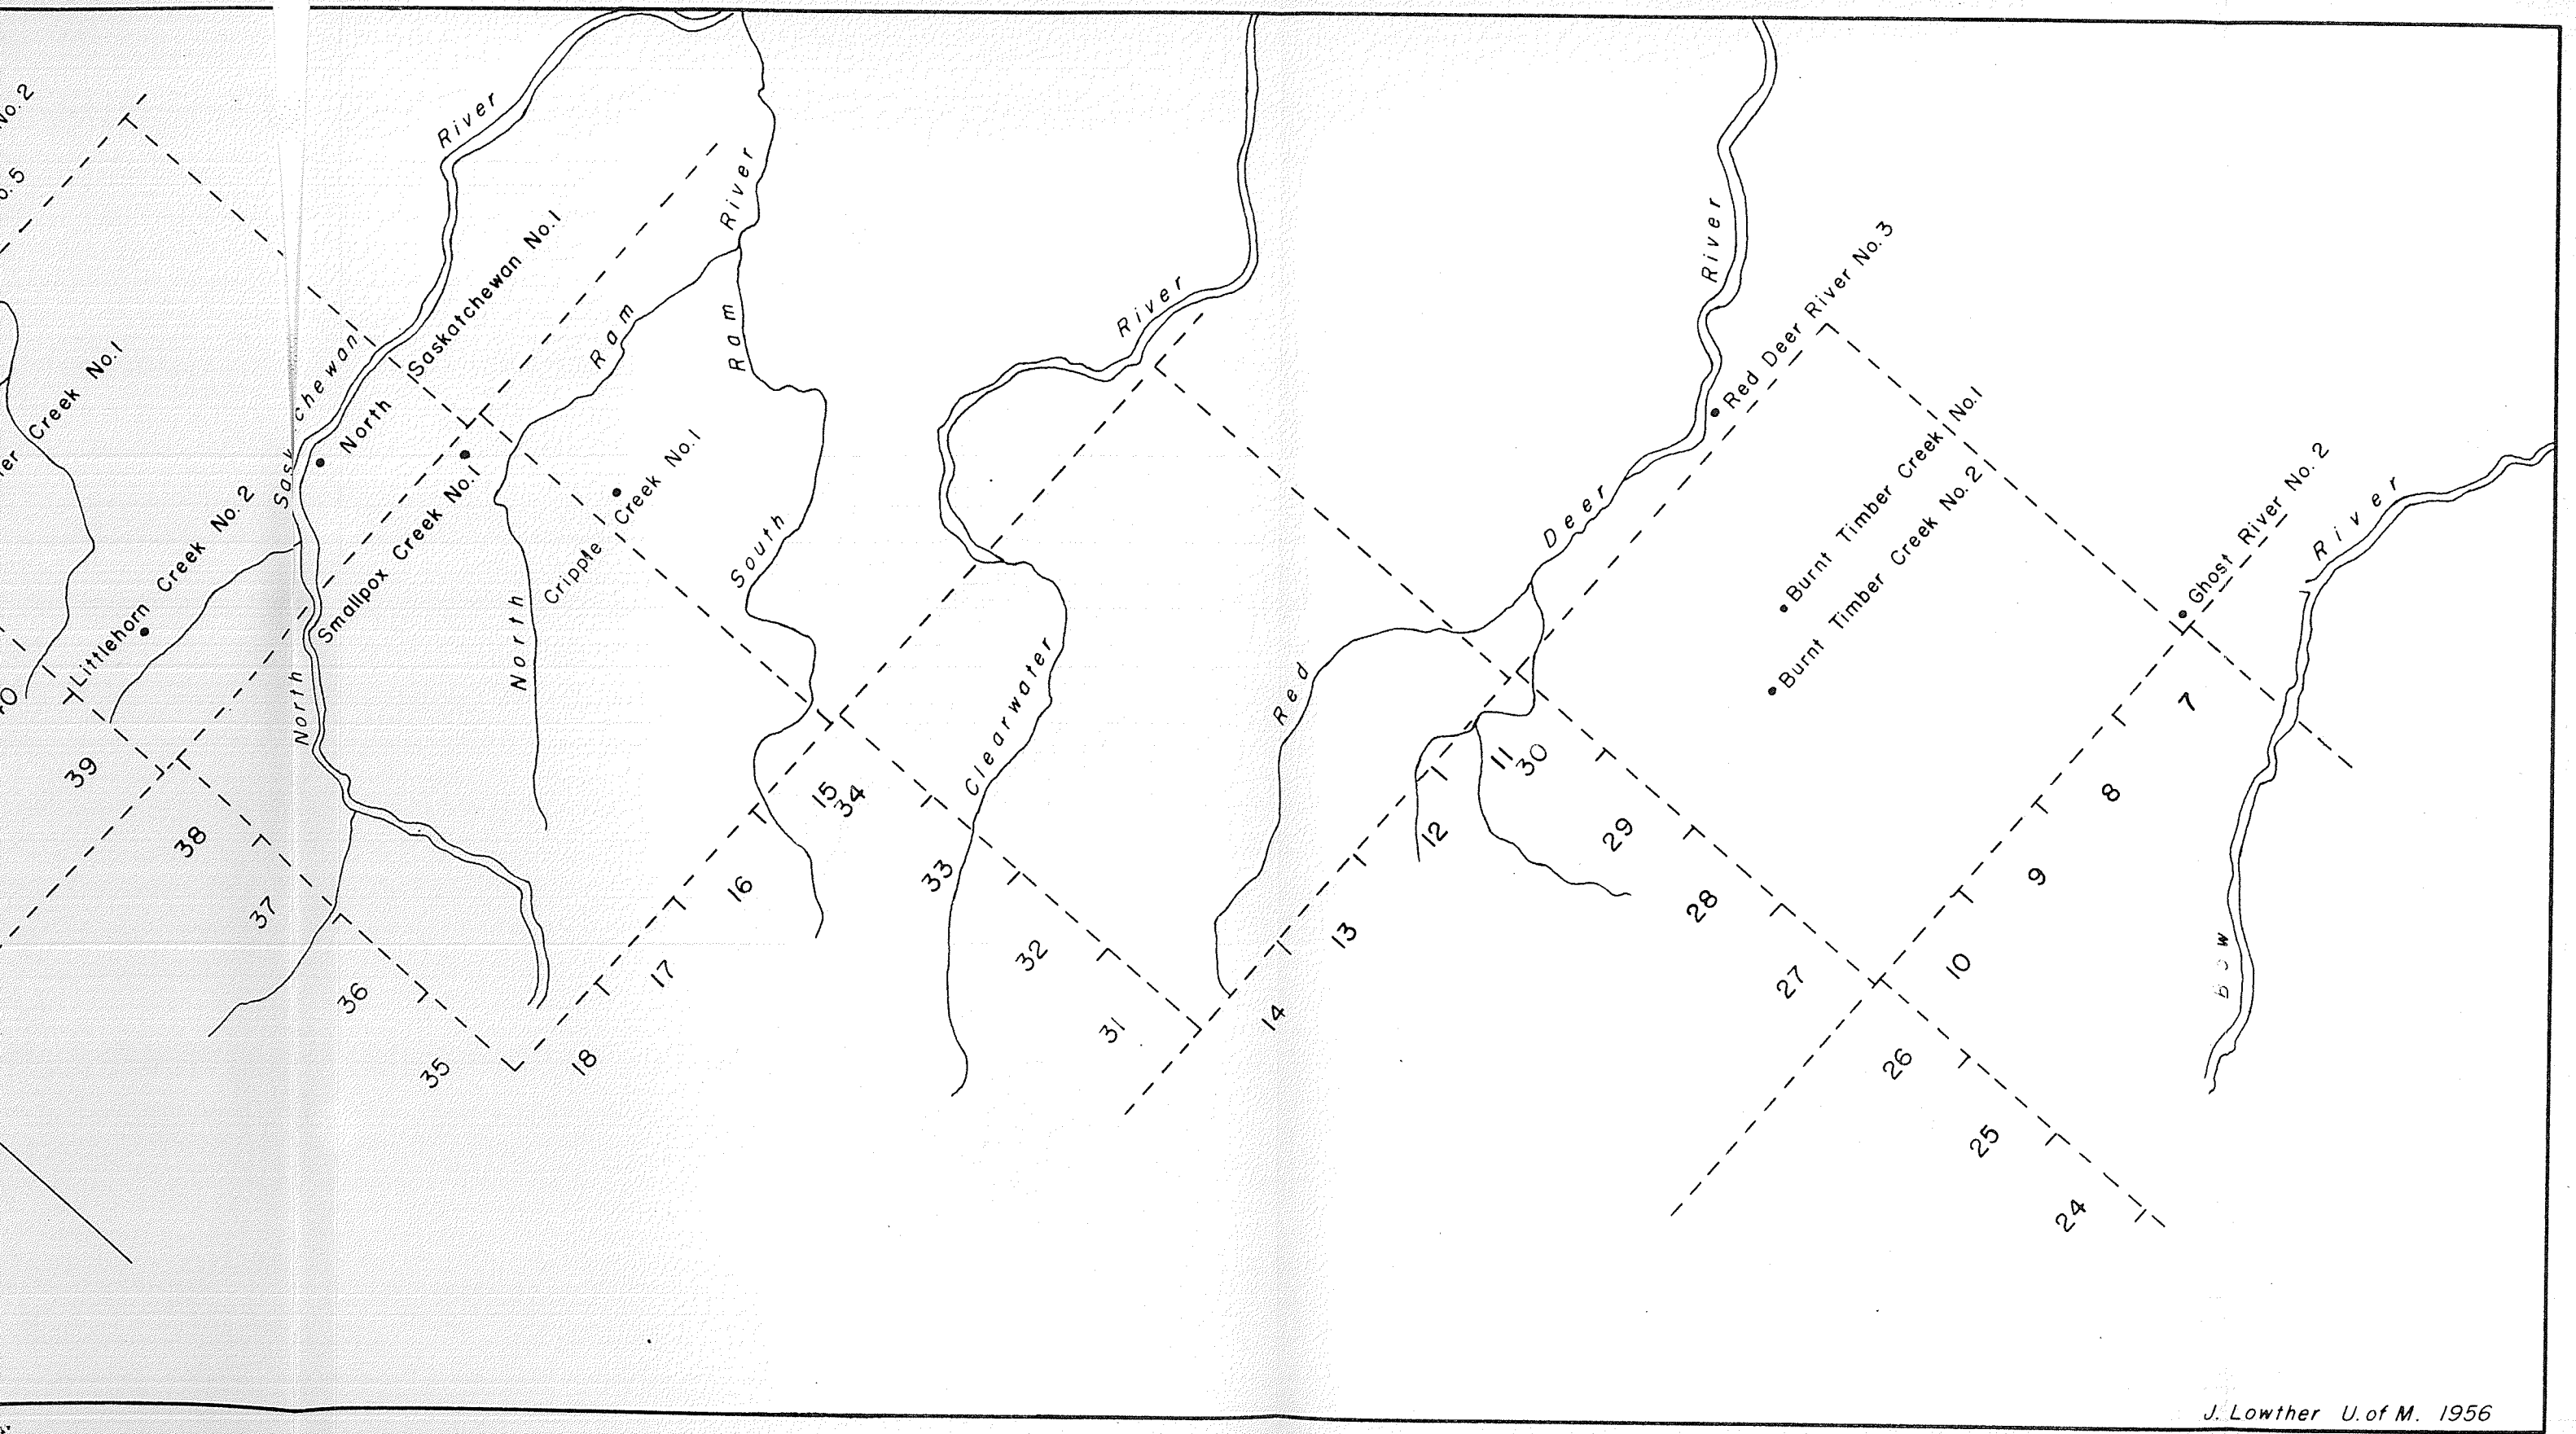 No. 2
o. 5
River
River
Saskatchewan No. 1
North
Saskchewan
Creek No. 1
er
Littlehorn Creek No. 2
Smallpox Creek No. 1
North
Ram
Ram
North
South
Cripple Creek No. 1
River
Clearwater
River
Deer
Red
Red Deer River No. 3
Burnt Timber Creek No. 1
Burnt Timber Creek No. 2
Ghost River No. 2
River
Bow
40
39
38
37
36
35
18
17
16
15
34
33
32
31
14
13
12
11
30
29
28
27
26
25
24
10
9
8
7
J. Lowther U. of M. 1956